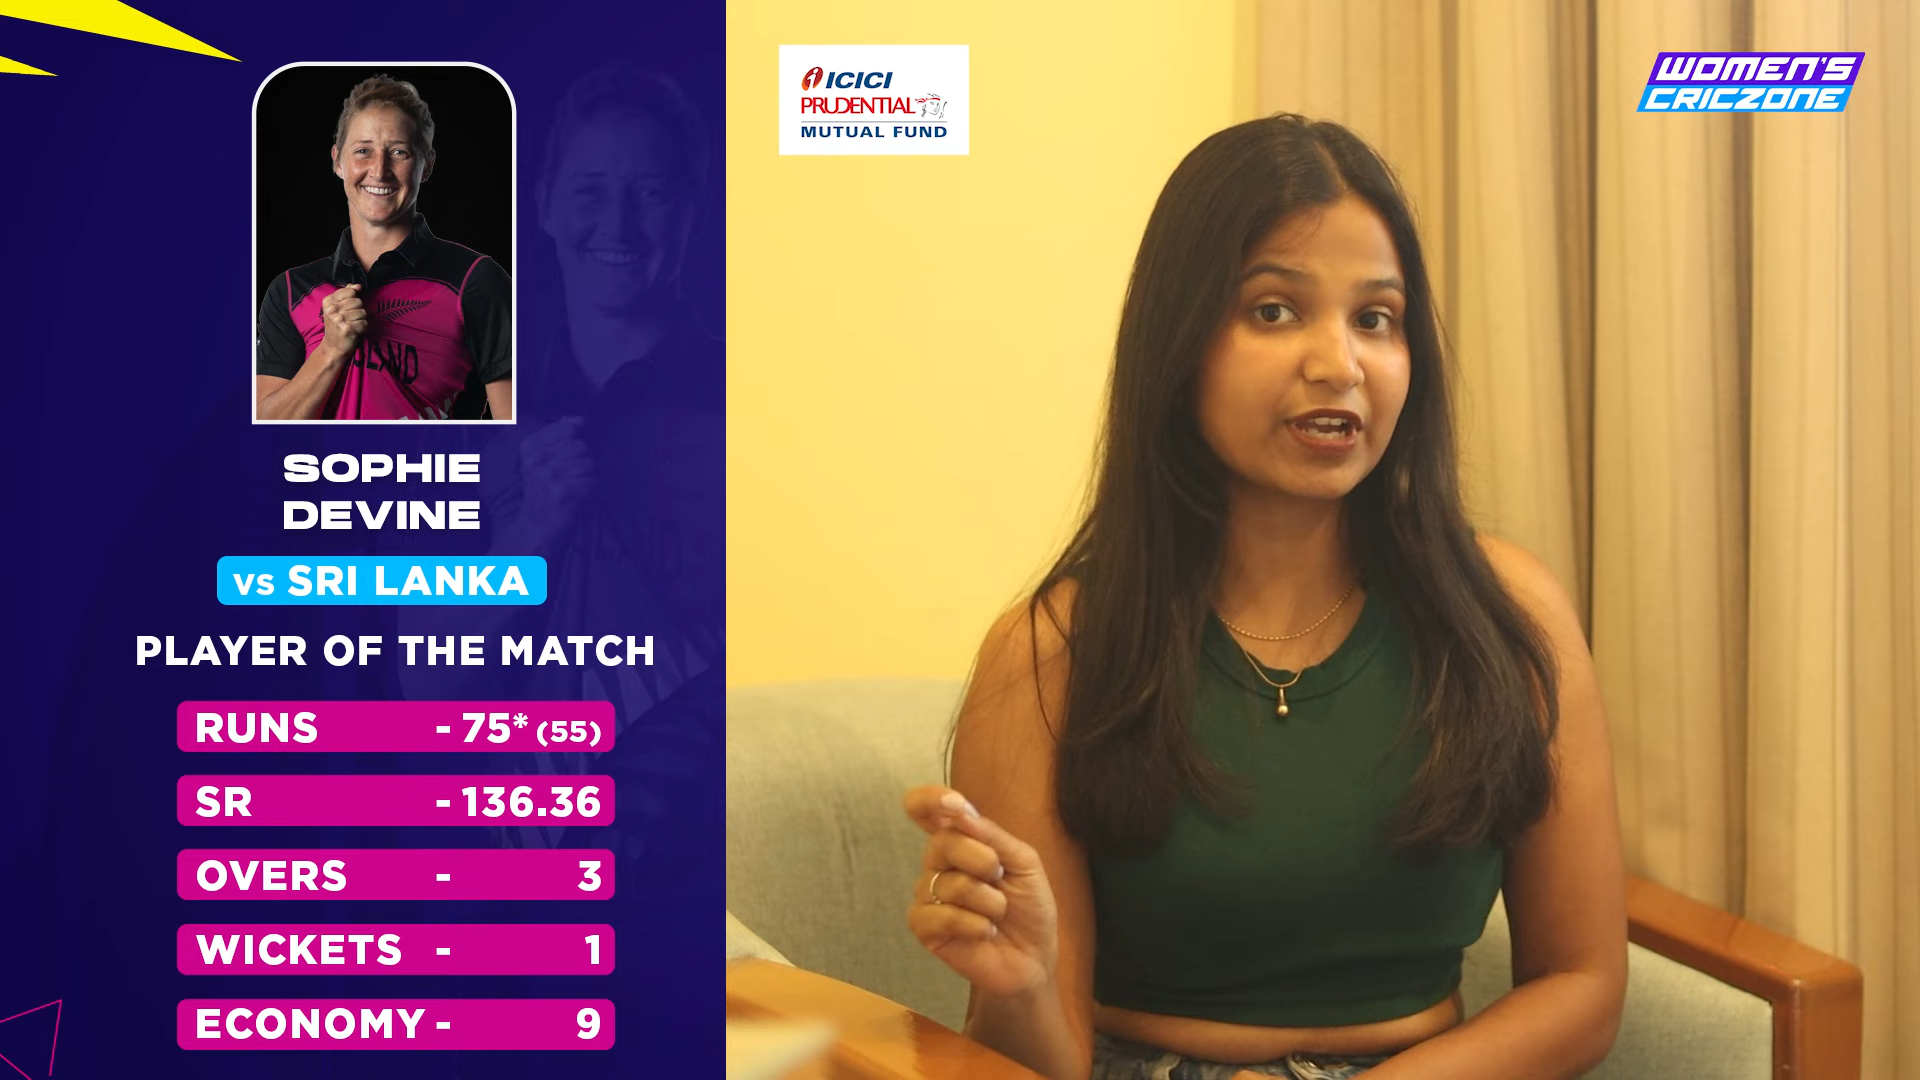 SOPHIE
DEVINE
vs SRI LANKA
PLAYER OF THE MATCH
RUNS - 75* (55)
SR - 136.36
OVERS - 3
WICKETS - 1
ECONOMY - 9
ICICI
PRUDENTIAL
MUTUAL FUND
WOMEN'S
CRICZONE